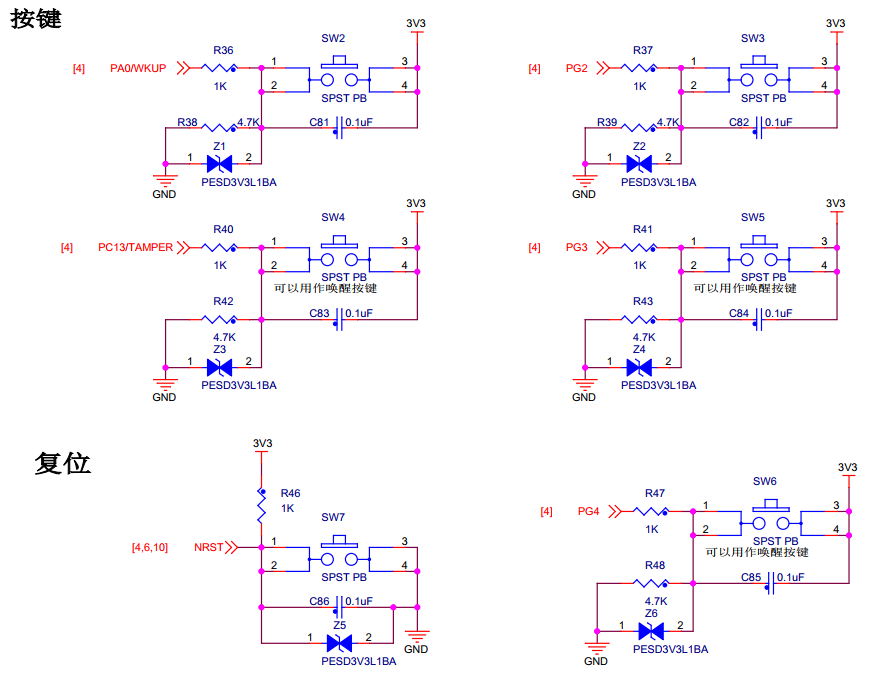 按键
3V3
SW2
R36
[4] PA0/WKUP
1K
1
2
3
4
SPST PB
R38
4.7K
C81
0.1uF
Z1
1
2
PESD3V3L1BA
GND
3V3
SW3
R37
[4] PG2
1K
1
2
3
4
SPST PB
R39
4.7K
C82
0.1uF
Z2
1
2
PESD3V3L1BA
GND
3V3
SW4
R40
[4] PC13/TAMPER
1K
1
2
3
4
SPST PB
可以用作唤醒按键
R42
C83
0.1uF
4.7K
Z3
1
2
PESD3V3L1BA
GND
3V3
SW5
R41
[4] PG3
1K
1
2
3
4
SPST PB
可以用作唤醒按键
R43
C84
0.1uF
4.7K
Z4
1
2
PESD3V3L1BA
GND
复位
3V3
R46
1K
SW7
[4,6,10] NRST
1
2
3
4
SPST PB
C86
0.1uF
Z5
1
2
PESD3V3L1BA
GND
3V3
SW6
R47
[4] PG4
1K
1
2
3
4
SPST PB
可以用作唤醒按键
R48
C85
0.1uF
4.7K
Z6
1
2
PESD3V3L1BA
GND